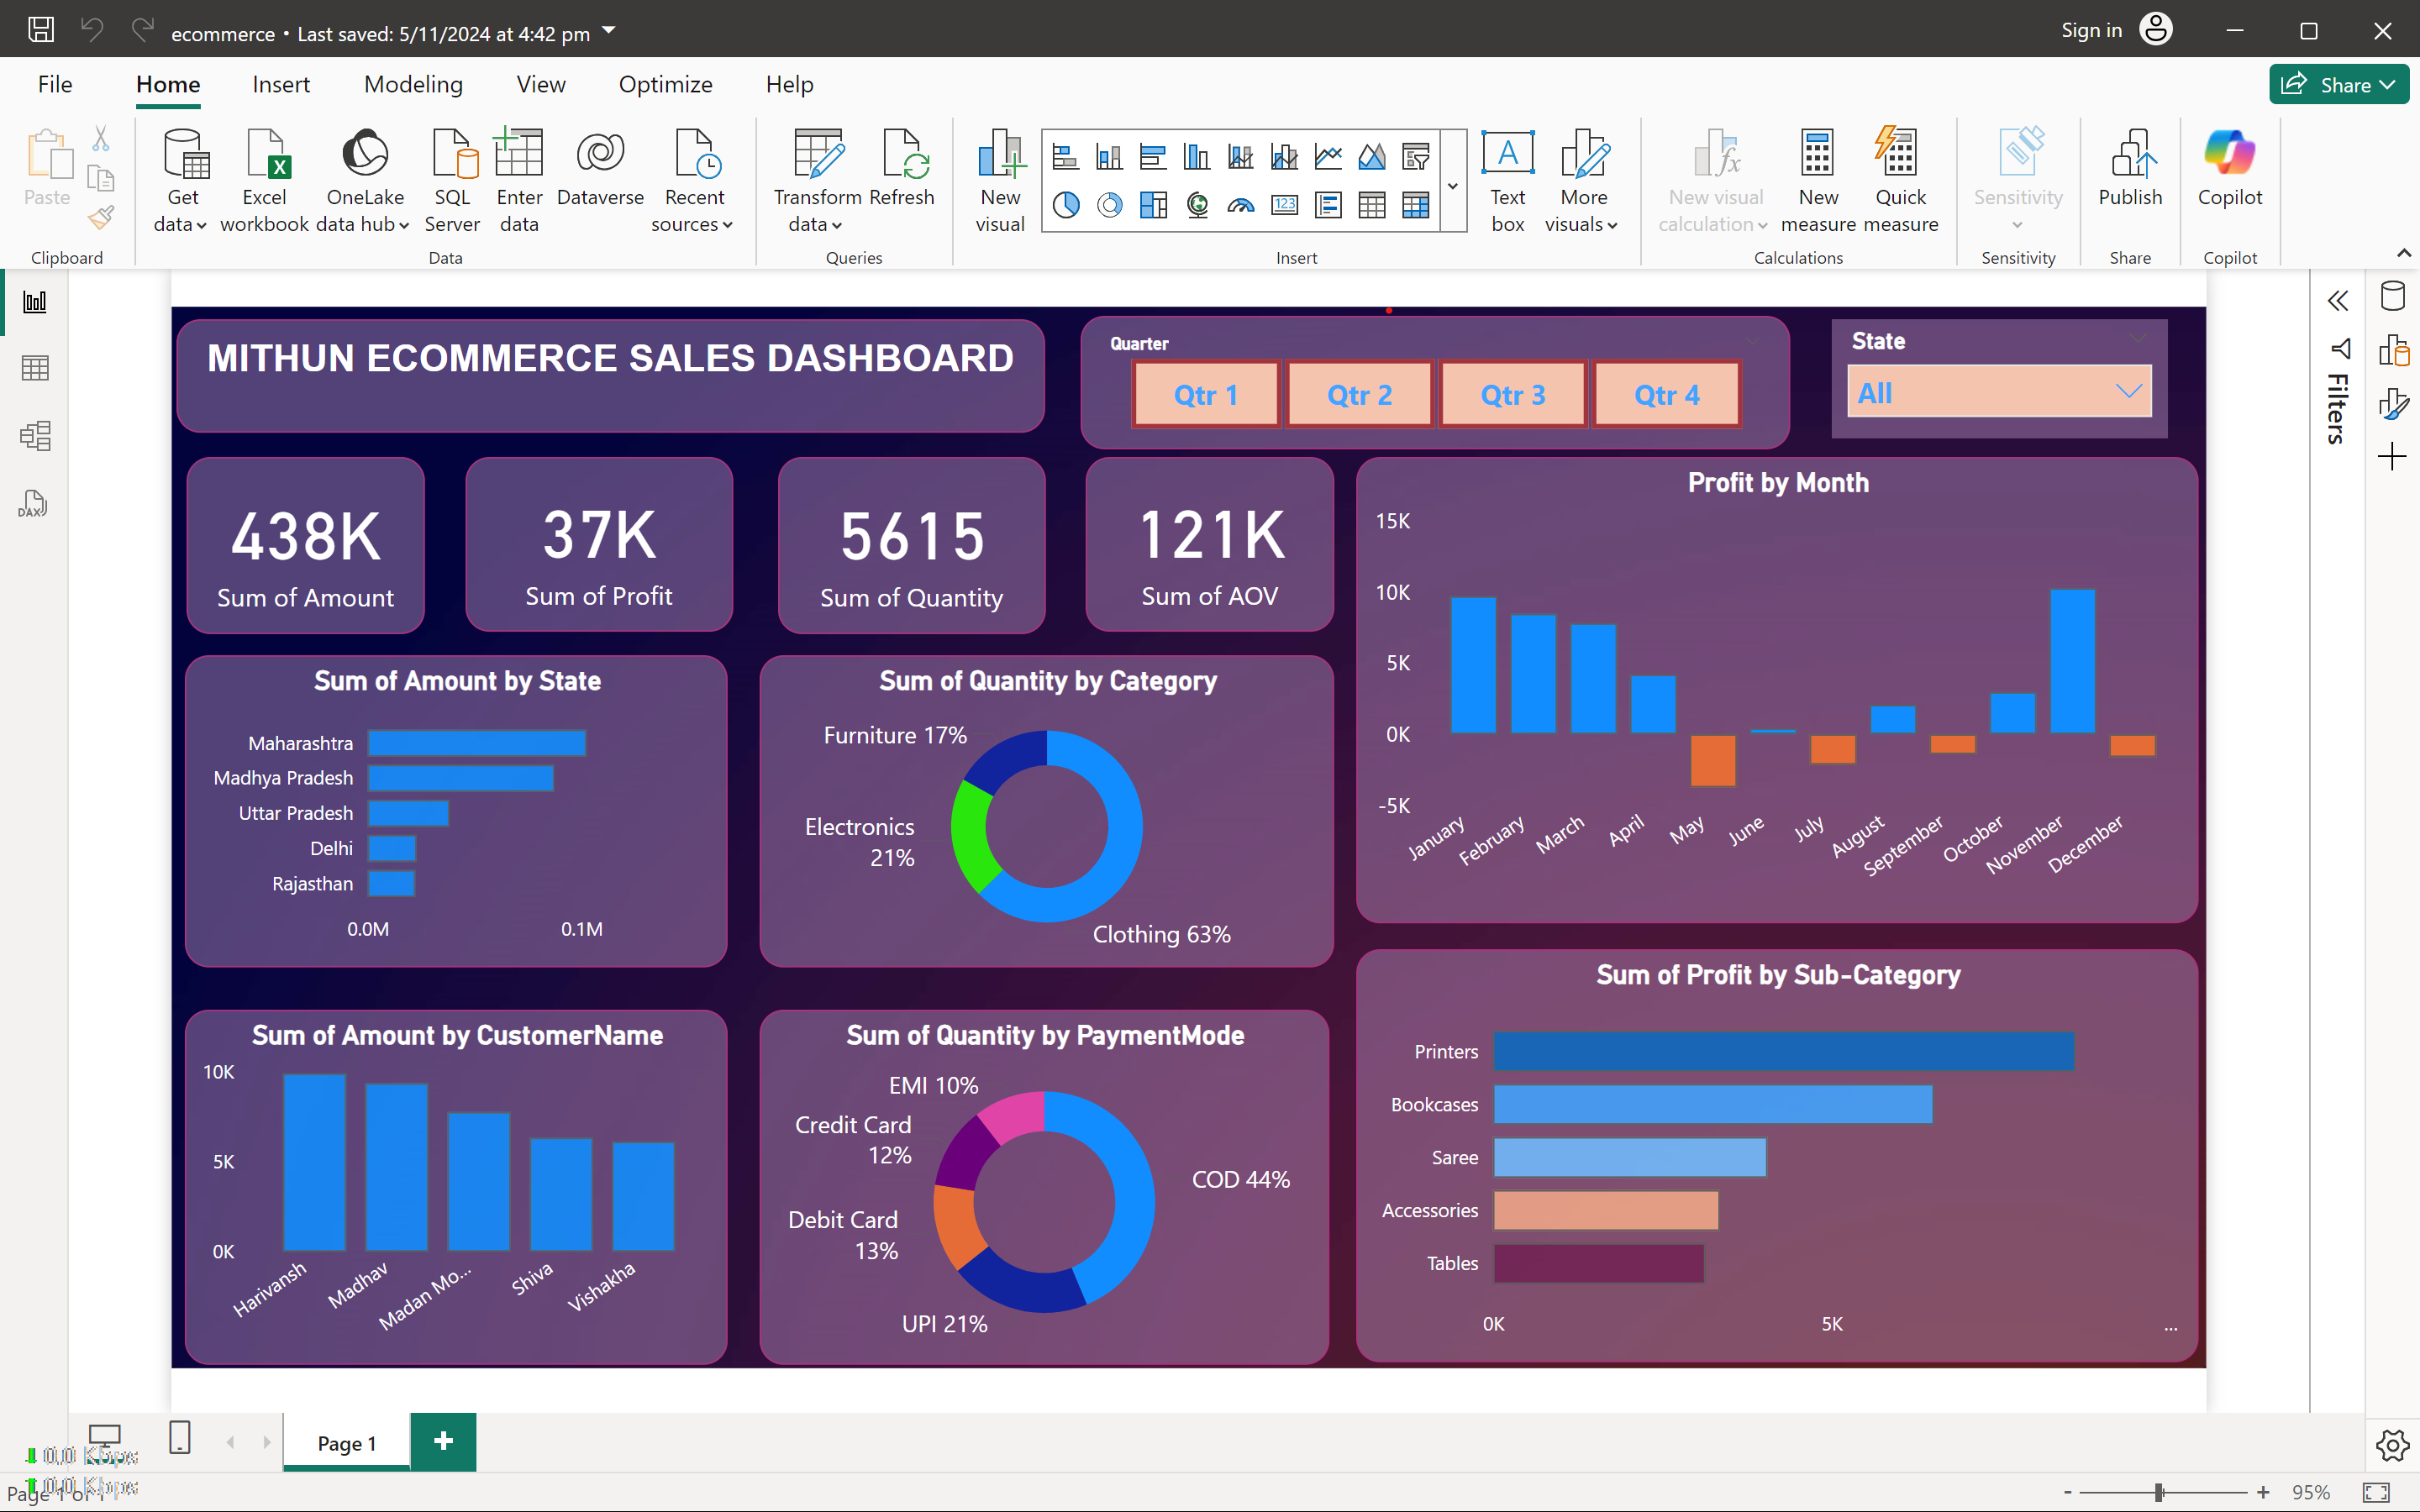 ecommerce • Last saved: 5/11/2024 at 4:42 pm
Sign in
File Home Insert Modeling View Optimize Help
Share
Paste
Get data
Excel workbook
OneLake data hub
SQL Server
Enter data
Dataverse
Recent sources
Transform data
Refresh
New visual
Text box
More visuals
New visual calculation
New measure
Quick measure
Sensitivity
Publish
Copilot
Clipboard
Data
Queries
Insert
Calculations
Sensitivity
Share
Copilot
DAX
Filters
MITHUN ECOMMERCE SALES DASHBOARD
Quarter
Qtr 1 Qtr 2 Qtr 3 Qtr 4
State
All
438K
Sum of Amount
37K
Sum of Profit
5615
Sum of Quantity
121K
Sum of AOV
Profit by Month
15K
10K
5K
0K
-5K
January February March April May June July August September October November December
Sum of Amount by State
Maharashtra
Madhya Pradesh
Uttar Pradesh
Delhi
Rajasthan
0.0M 0.1M
Sum of Quantity by Category
Furniture 17%
Electronics
21%
Clothing 63%
Sum of Amount by CustomerName
10K
5K
0K
Harivansh Madhav Madan Mo... Shiva Vishakha
Sum of Quantity by PaymentMode
EMI 10%
Credit Card
12%
COD 44%
Debit Card
13%
UPI 21%
Sum of Profit by Sub-Category
Printers
Bookcases
Saree
Accessories
Tables
0K 5K ...
Page 1
0.0 Kbps
0.0 Kbps
Page 1 of 1
- + 95%